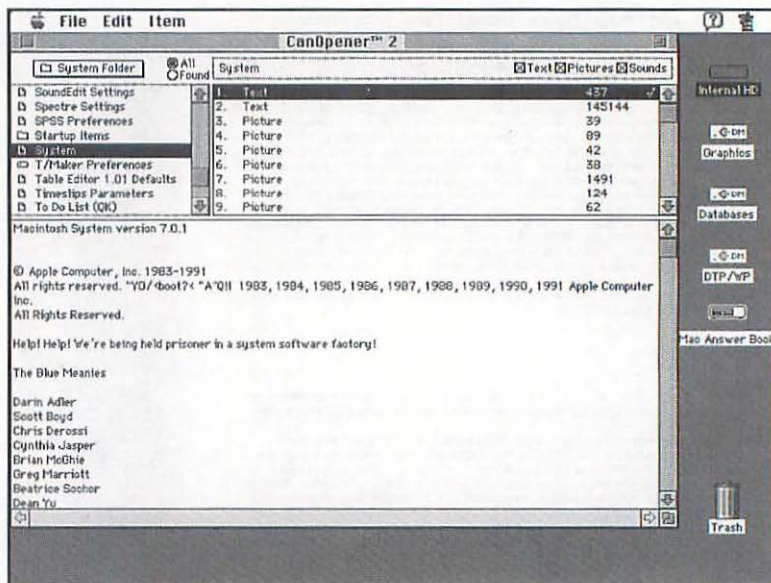 File Edit Item
CanOpener™ 2
System Folder
All
Found
System
Text Pictures Sounds
SoundEdit Settings
Spectre Settings
SPSS Preferences
Startup Items
System
T/Maker Preferences
Table Editor 1.01 Defaults
Timeslips Parameters
To Do List (QK)
1. Text 437
2. Text 145144
3. Picture 39
4. Picture 89
5. Picture 42
6. Picture 38
7. Picture 1491
8. Picture 124
9. Picture 62
Macintosh System version 7.0.1
© Apple Computer, Inc. 1983-1991
All rights reserved. "YO/<boot?< "A"Q!! 1983, 1984, 1985, 1986, 1987, 1988, 1989, 1990, 1991 Apple Computer
Inc.
All Rights Reserved.
Help! Help! We're being held prisoner in a system software factory!
The Blue Meanies
Darin Adler
Scott Boyd
Chris Derossi
Cynthia Jasper
Brian McGhie
Greg Marriott
Beatrice Sochor
Dean Yu
Internal HD
DM
Graphics
DM
Databases
DM
DTP/WP
Mac Answer Book
Trash